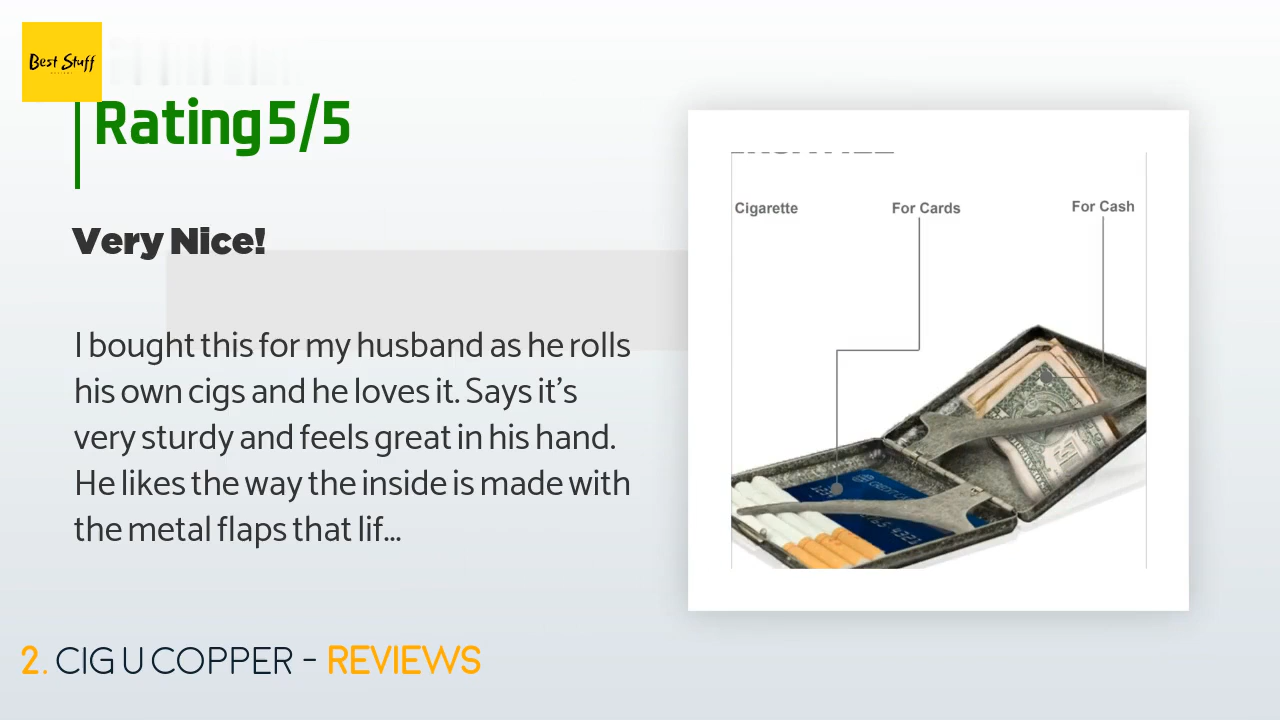 Best Stuff
Rating 5/5
Very Nice!
I bought this for my husband as he rolls
his own cigs and he loves it. Says it's
very sturdy and feels great in his hand.
He likes the way the inside is made with
the metal flaps that lif...
Cigarette
For Cards
For Cash
2. CIG U COPPER - REVIEWS